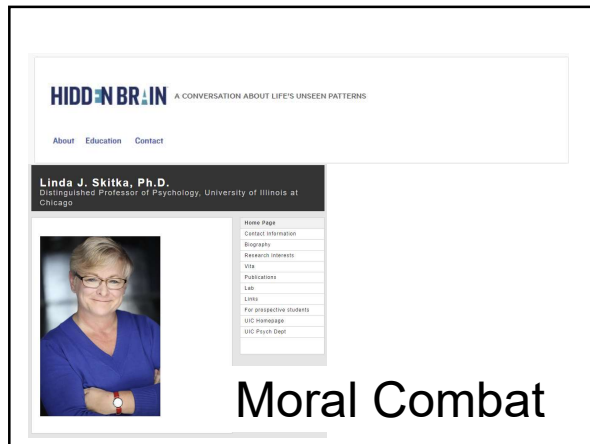 HIDDEN BRAIN A CONVERSATION ABOUT LIFE'S UNSEEN PATTERNS
About Education Contact
Linda J. Skitka, Ph.D.
Distinguished Professor of Psychology, University of Illinois at
Chicago
Home Page
Contact Information
Biography
Research Interests
Vita
Publications
Lab
Links
For prospective students
UIC Homepage
UIC Psych Dept
Moral Combat